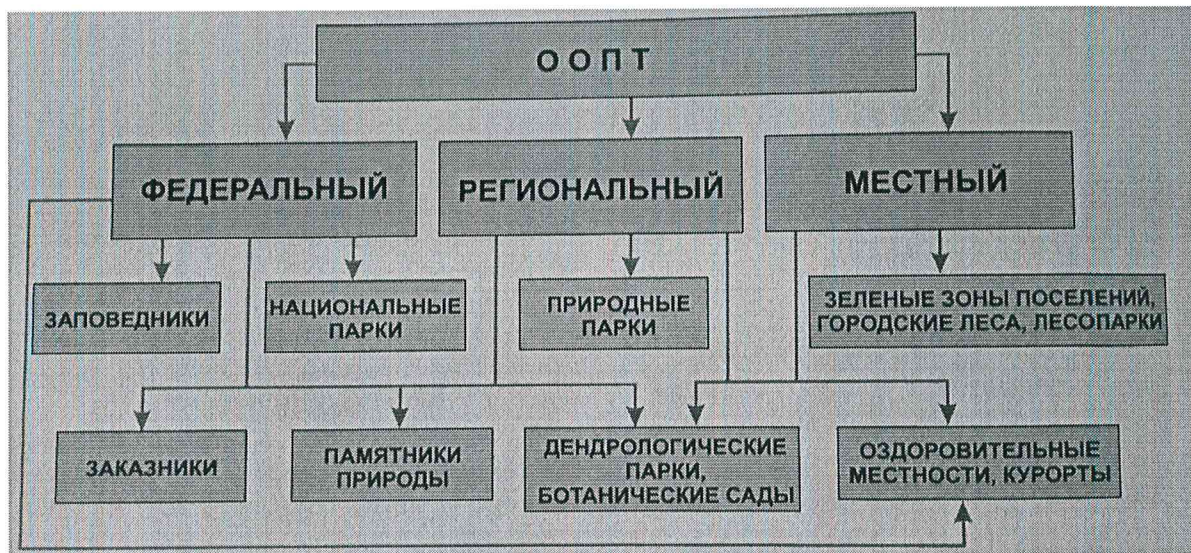 О О П Т
ФЕДЕРАЛЬНЫЙ
РЕГИОНАЛЬНЫЙ
МЕСТНЫЙ
ЗАПОВЕДНИКИ
НАЦИОНАЛЬНЫЕ
ПАРКИ
ПРИРОДНЫЕ
ПАРКИ
ЗЕЛЕНЫЕ ЗОНЫ ПОСЕЛЕНИЙ,
ГОРОДСКИЕ ЛЕСА, ЛЕСОПАРКИ
ЗАКАЗНИКИ
ПАМЯТНИКИ
ПРИРОДЫ
ДЕНДРОЛОГИЧЕСКИЕ
ПАРКИ,
БОТАНИЧЕСКИЕ САДЫ
ОЗДОРОВИТЕЛЬНЫЕ
МЕСТНОСТИ, КУРОРТЫ